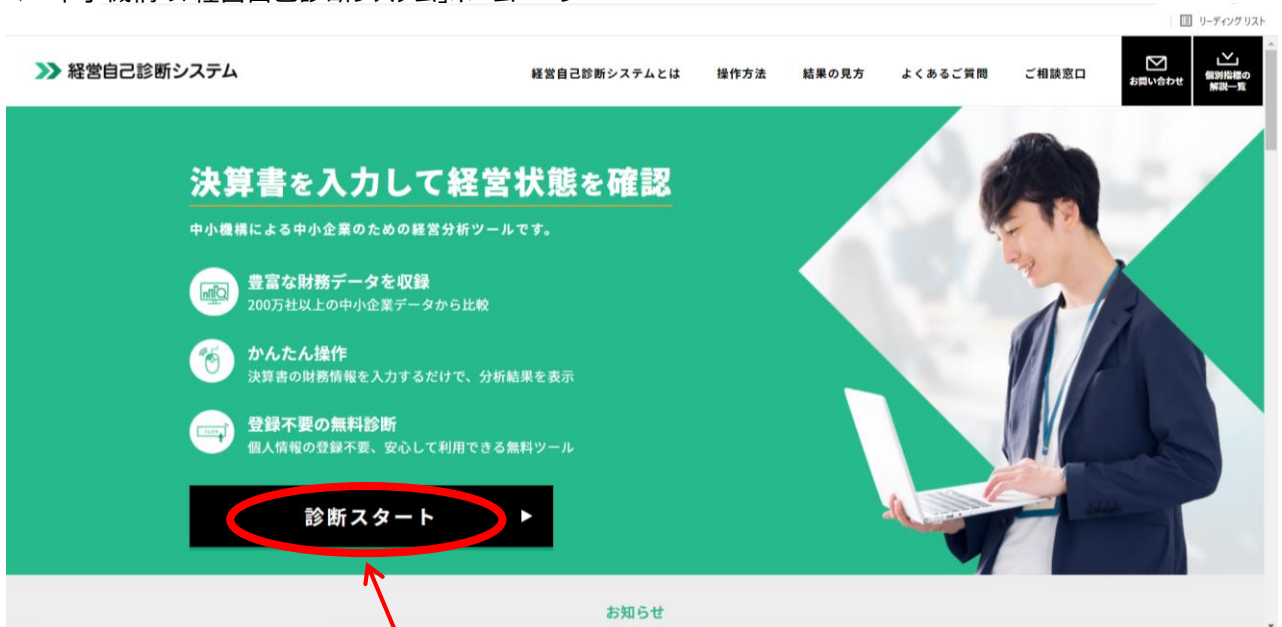 リーディング リスト
経営自己診断システム
経営自己診断システムとは
操作方法
結果の見方
よくあるご質問
ご相談窓口
お問い合わせ
個別指標の
解説一覧
決算書を入力して経営状態を確認
中小機構による中小企業のための経営分析ツールです。
豊富な財務データを収録
200万社以上の中小企業データから比較
かんたん操作
決算書の財務情報を入力するだけで、分析結果を表示
登録不要の無料診断
個人情報の登録不要、安心して利用できる無料ツール
診断スタート
お知らせ